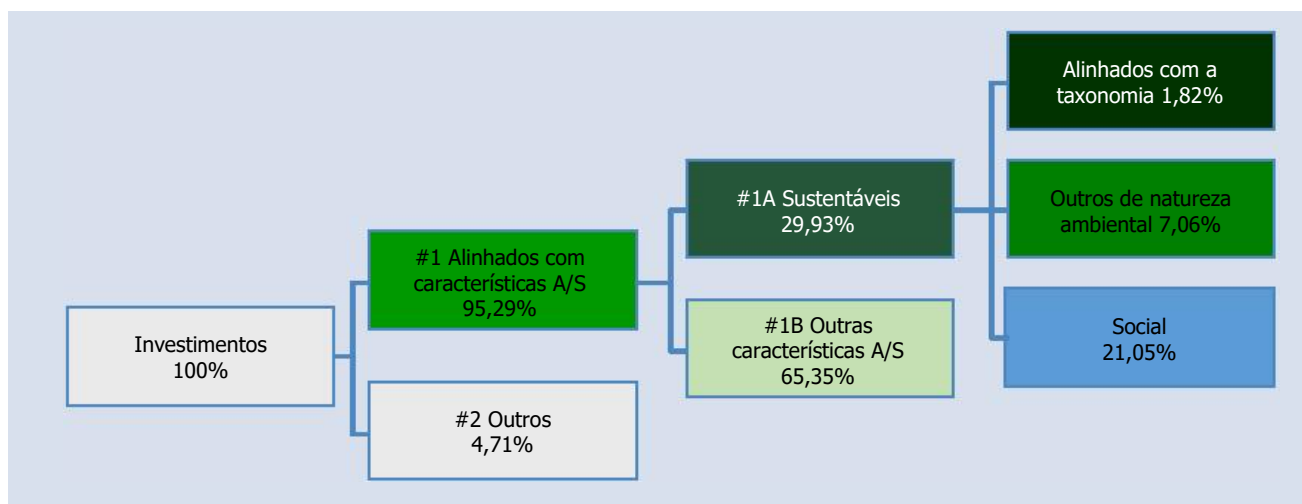 Investimentos
100%
#1 Alinhados com
características A/S
95,29%
#2 Outros
4,71%
#1A Sustentáveis
29,93%
#1B Outras
características A/S
65,35%
Alinhados com a
taxonomia 1,82%
Outros de natureza
ambiental 7,06%
Social
21,05%